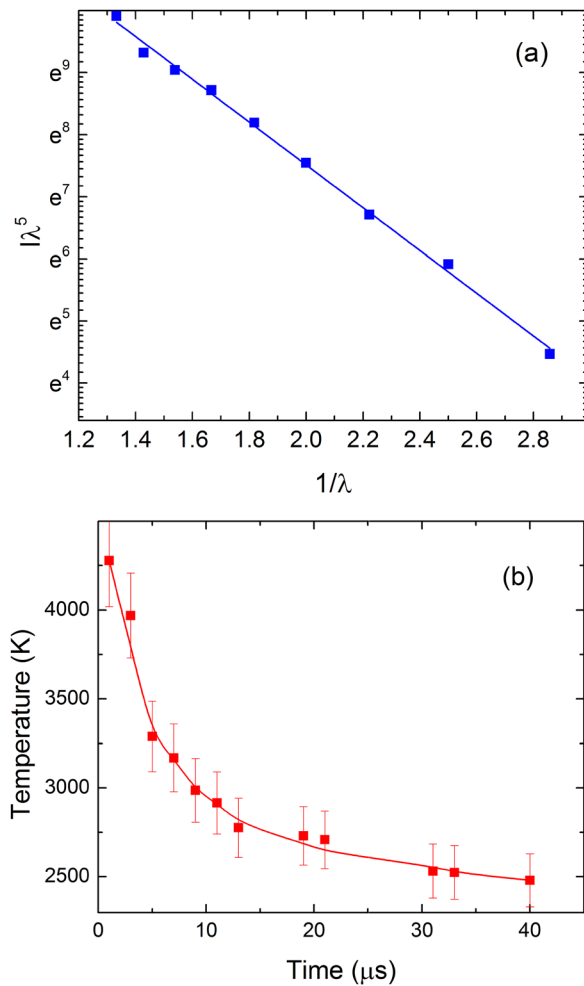 (a)
e⁹
e⁸
e⁷
e⁶
e⁵
e⁴
Iλ⁵
1.2 1.4 1.6 1.8 2.0 2.2 2.4 2.6 2.8
1/λ
(b)
4000
3500
3000
2500
Temperature (K)
0 10 20 30 40
Time (μs)